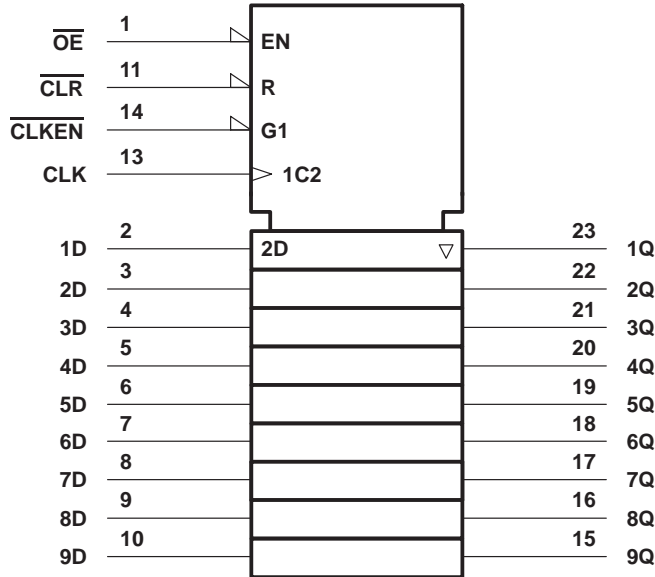 OE 1 EN
CLR 11 R
CLKEN 14 G1
CLK 13 1C2
1D 2 2D 23 1Q
2D 3 22 2Q
3D 4 21 3Q
4D 5 20 4Q
5D 6 19 5Q
6D 7 18 6Q
7D 8 17 7Q
8D 9 16 8Q
9D 10 15 9Q